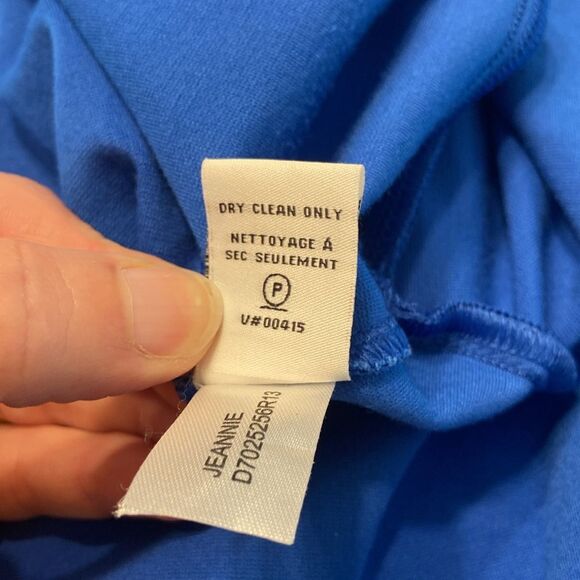 DRY CLEAN ONLY
NETTOYAGE À
SEC SEULEMENT
P
V#00415
JEANNIE
D7025256R13